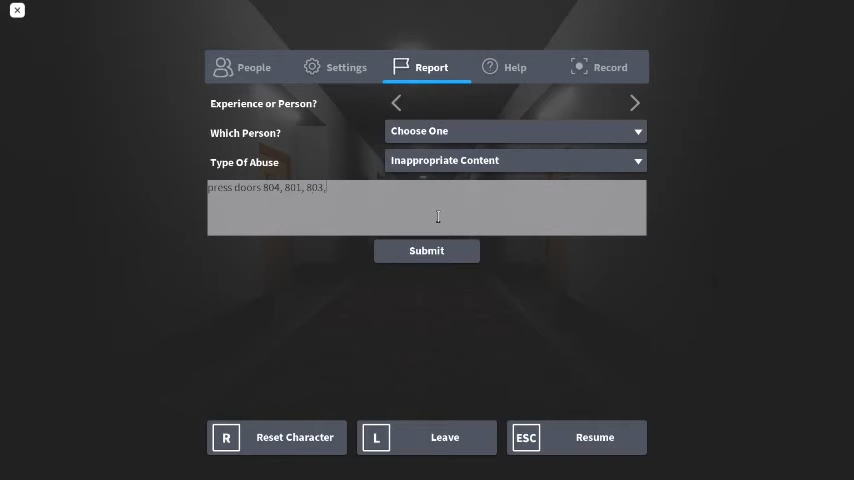 People Settings Report Help Record
Experience or Person?
Which Person? Choose One
Type Of Abuse Inappropriate Content
press doors 804, 801, 803,
Submit
R Reset Character L Leave ESC Resume